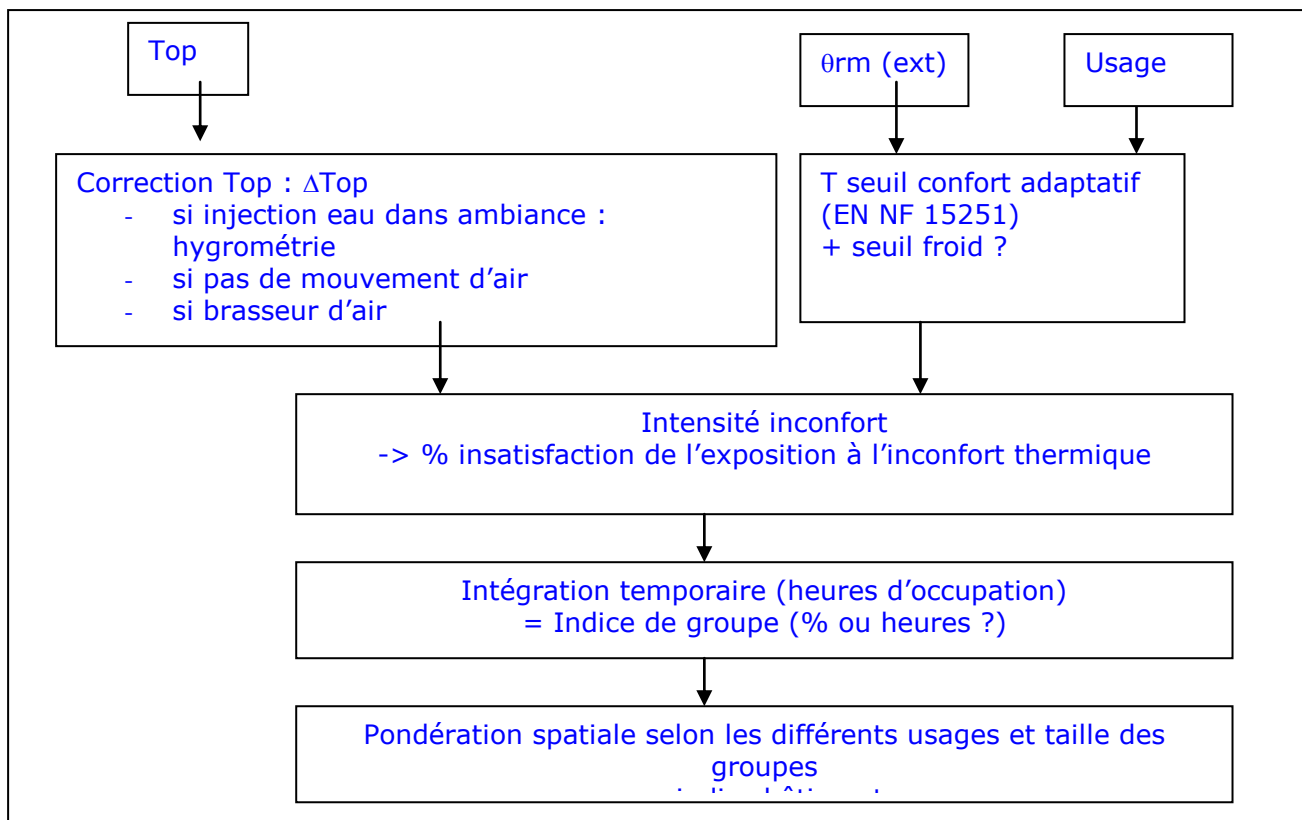 Top
θrm (ext)
Usage
Correction Top : ΔTop
- si injection eau dans ambiance :
hygrométrie
- si pas de mouvement d’air
- si brasseur d’air
T seuil confort adaptatif
(EN NF 15251)
+ seuil froid ?
Intensité inconfort
-> % insatisfaction de l’exposition à l’inconfort thermique
Intégration temporaire (heures d’occupation)
= Indice de groupe (% ou heures ?)
Pondération spatiale selon les différents usages et taille des
groupes